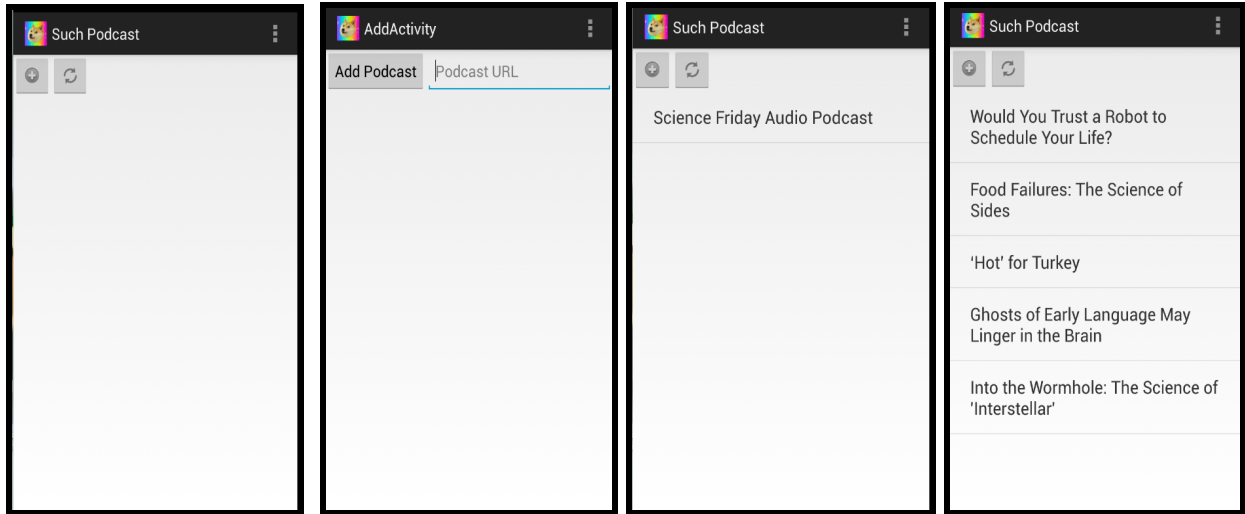 Such Podcast
AddActivity
Add Podcast
Podcast URL
Such Podcast
Science Friday Audio Podcast
Such Podcast
Would You Trust a Robot to
Schedule Your Life?
Food Failures: The Science of
Sides
‘Hot’ for Turkey
Ghosts of Early Language May
Linger in the Brain
Into the Wormhole: The Science of
'Interstellar'